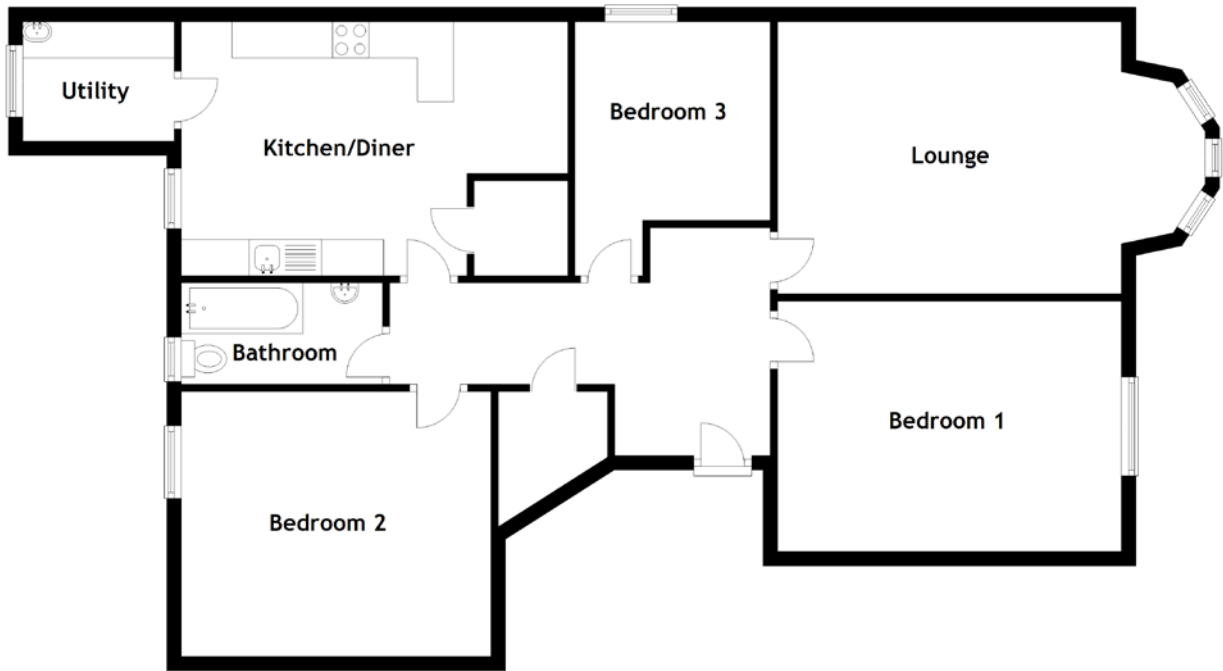 Utility
Kitchen/Diner
Bedroom 3
Lounge
Bathroom
Bedroom 1
Bedroom 2